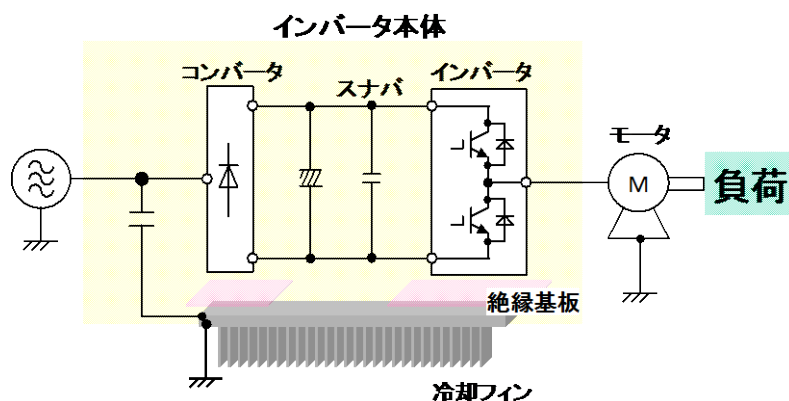 インバータ本体
コンバータ
スナバ
インバータ
モータ
M
負荷
絶縁基板
冷却フィン